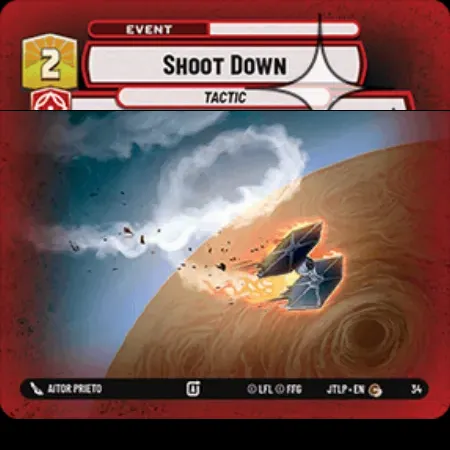 EVENT
2
SHOOT DOWN
TACTIC
AITOR PRIETO
© LFL © FFG
JTLP • EN
34